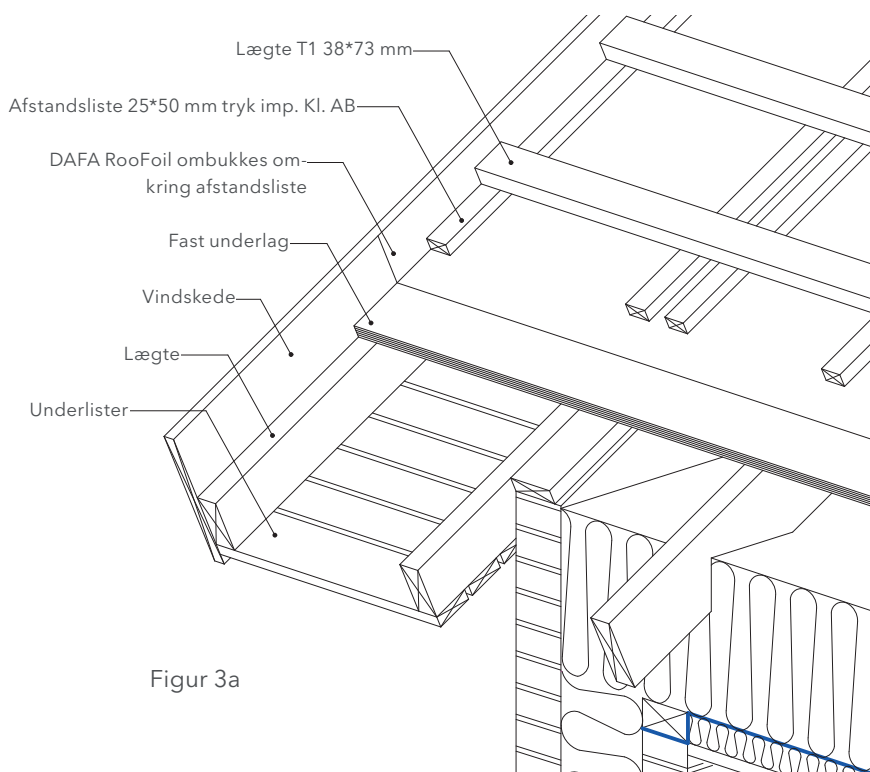 Lægte T1 38*73 mm
Afstandsliste 25*50 mm tryk imp. Kl. AB
DAFA RooFoil ombukkes om-
kring afstandsliste
Fast underlag
Vindskede
Lægte
Underlister
Figur 3a